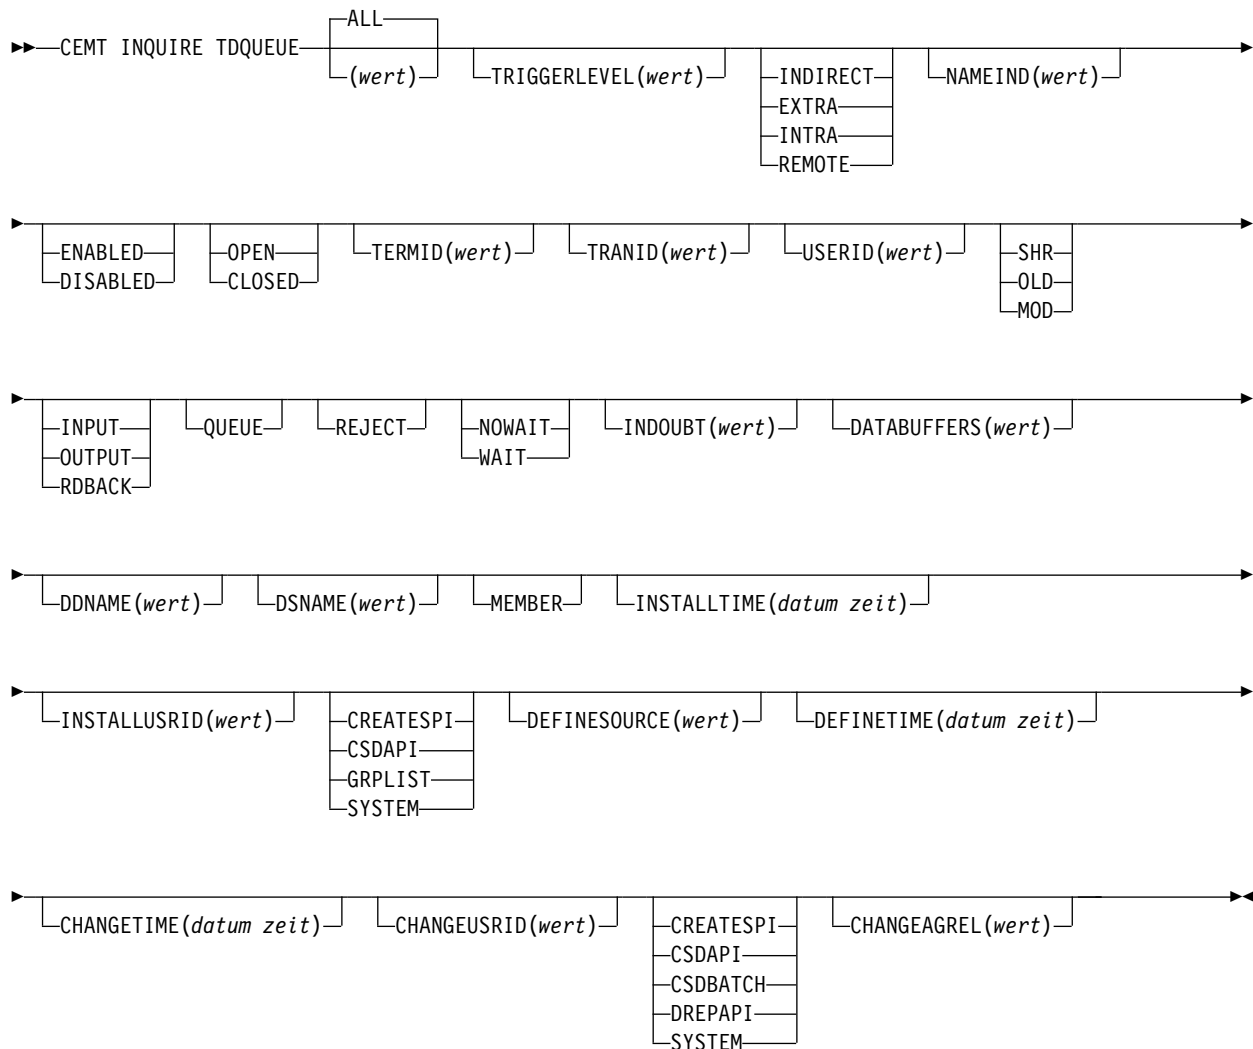 ALL
CEMT INQUIRE TDQUEUE
(wert)
TRIGGERLEVEL(wert)
INDIRECT
EXTRA
INTRA
REMOTE
NAMEIND(wert)
ENABLED
DISABLED
OPEN
CLOSED
TERMID(wert)
TRANID(wert)
USERID(wert)
SHR
OLD
MOD
INPUT
OUTPUT
RDBACK
QUEUE
REJECT
NOWAIT
WAIT
INDOUBT(wert)
DATABUFFERS(wert)
DDNAME(wert)
DSNAME(wert)
MEMBER
INSTALLTIME(datum zeit)
INSTALLUSRID(wert)
CREATESPI
CSDAPI
GRPLIST
SYSTEM
DEFINESOURCE(wert)
DEFINETIME(datum zeit)
CHANGETIME(datum zeit)
CHANGEUSRID(wert)
CREATESPI
CSDAPI
CSDBATCH
DREPAPI
SYSTEM
CHANGEAGREL(wert)